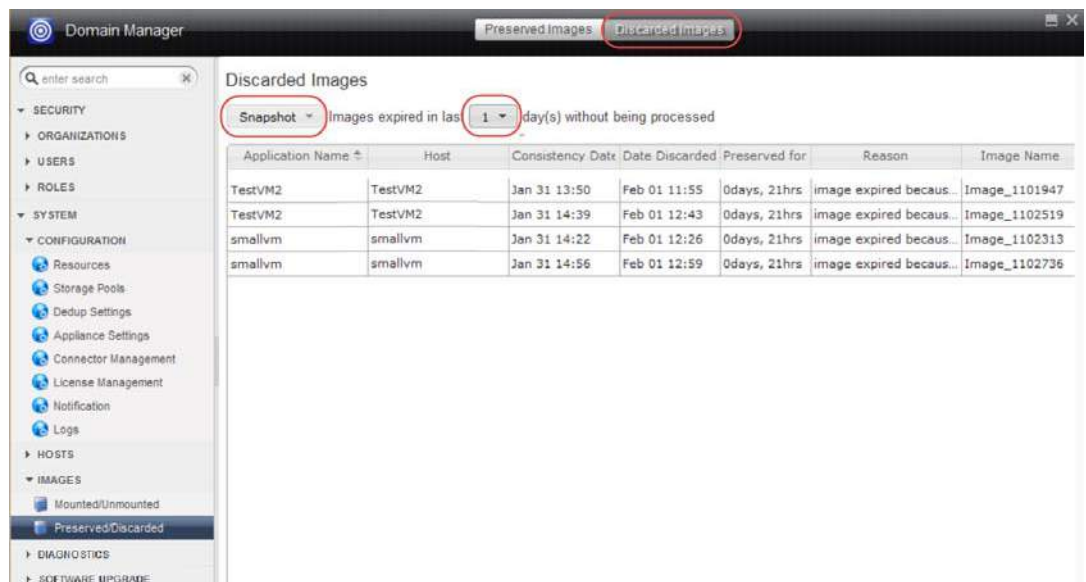 Domain Manager
Preserved Images
Discarded Images
enter search
SECURITY
ORGANIZATIONS
USERS
ROLES
SYSTEM
CONFIGURATION
Resources
Storage Pools
Dedup Settings
Appliance Settings
Connector Management
License Management
Notification
Logs
HOSTS
IMAGES
Mounted/Unmounted
Preserved/Discarded
DIAGNOSTICS
SOFTWARE UPGRADE
Discarded Images
Snapshot Images expired in las 1 day(s) without being processed
Application Name Host Consistency Date Date Discarded Preserved for Reason Image Name
TestVM2 TestVM2 Jan 31 13:50 Feb 01 11:55 0days, 21hrs image expired becaus... Image_1101947
TestVM2 TestVM2 Jan 31 14:39 Feb 01 12:43 0days, 21hrs image expired becaus... Image_1102519
smallvm smallvm Jan 31 14:22 Feb 01 12:26 0days, 21hrs image expired becaus... Image_1102313
smallvm smallvm Jan 31 14:56 Feb 01 12:59 0days, 21hrs image expired becaus... Image_1102736